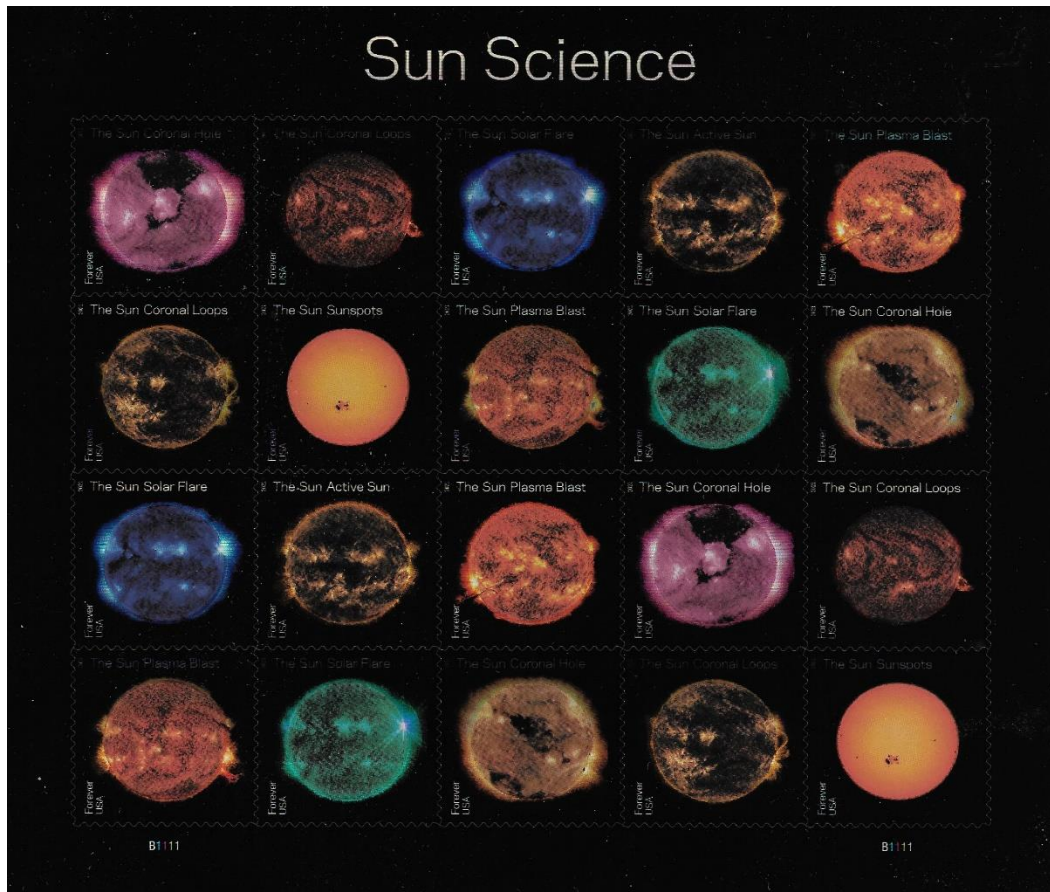 Sun Science
The Sun Coronal Hole
The Sun Coronal Loops
The Sun Solar Flare
The Sun Active Sun
The Sun Plasma Blast
Forever
USA
Forever
USA
Forever
USA
Forever
USA
Forever
USA
The Sun Coronal Loops
The Sun Sunspots
The Sun Plasma Blast
The Sun Solar Flare
The Sun Coronal Hole
Forever
USA
Forever
USA
Forever
USA
Forever
USA
Forever
USA
The Sun Solar Flare
The Sun Active Sun
The Sun Plasma Blast
The Sun Coronal Hole
The Sun Coronal Loops
Forever
USA
Forever
USA
Forever
USA
Forever
USA
Forever
USA
The Sun Plasma Blast
The Sun Solar Flare
The Sun Coronal Hole
The Sun Coronal Loops
The Sun Sunspots
Forever
USA
Forever
USA
Forever
USA
Forever
USA
Forever
USA
B1111
B1111